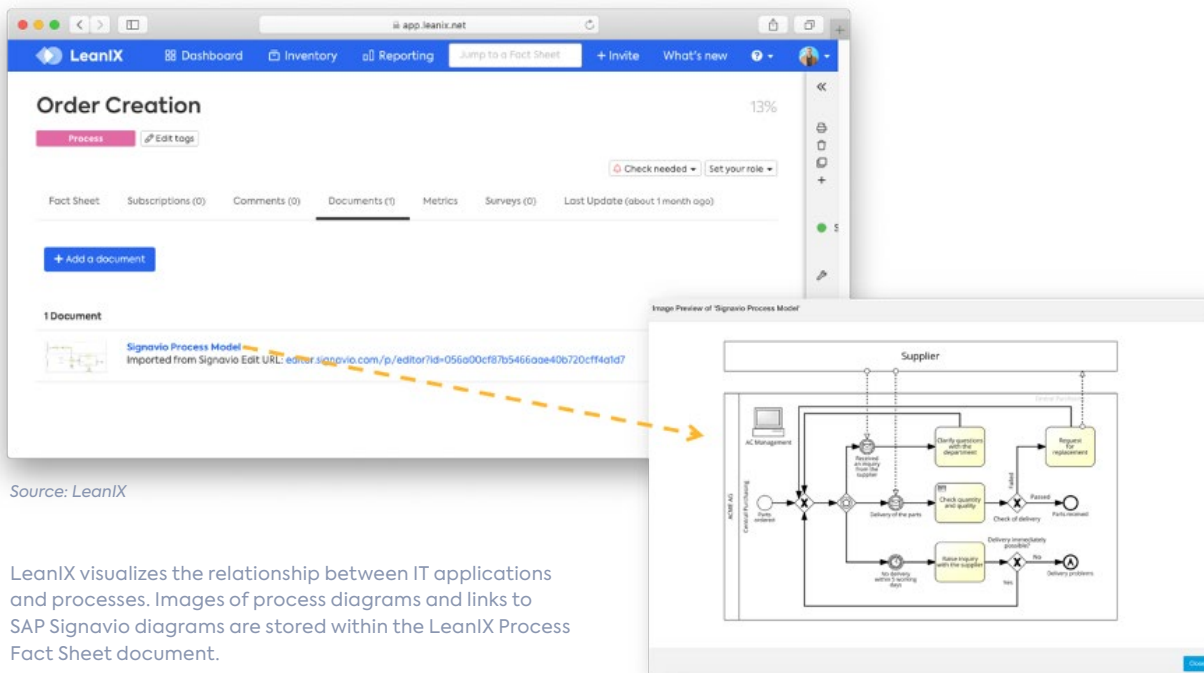 app.leanix.net
LeanIX Dashboard Inventory Reporting Jump to a Fact Sheet + Invite What's new
Order Creation
13%
Process Edit tags
Check needed Set your role
Fact Sheet Subscriptions (0) Comments (0) Documents (1) Metrics Surveys (0) Last Update (about 1 month ago)
+ Add a document
1 Document
Signavio Process Model
Imported from Signavio Edit URL: editor.signavio.com/p/editor?id=056a00cf87b5466aae40b720cff4a1d7
Image Preview of 'Signavio Process Model'
Supplier
Central Purchasing
AC Management
ACME AG
Central Purchasing
Parts
ordered
Received
an inquiry
from the
supplier
Clarify questions
with the
department
Request
for
replacement
Delivery of the parts
Check quantity
and quality
Failed
Passed
Check of delivery
Parts received
No delivery
within 5 working
days
Raise inquiry
with the supplier
Delivery immediately
possible?
No
Yes
Delivery problems
Close
Source: LeanIX
LeanIX visualizes the relationship between IT applications
and processes. Images of process diagrams and links to
SAP Signavio diagrams are stored within the LeanIX Process
Fact Sheet document.